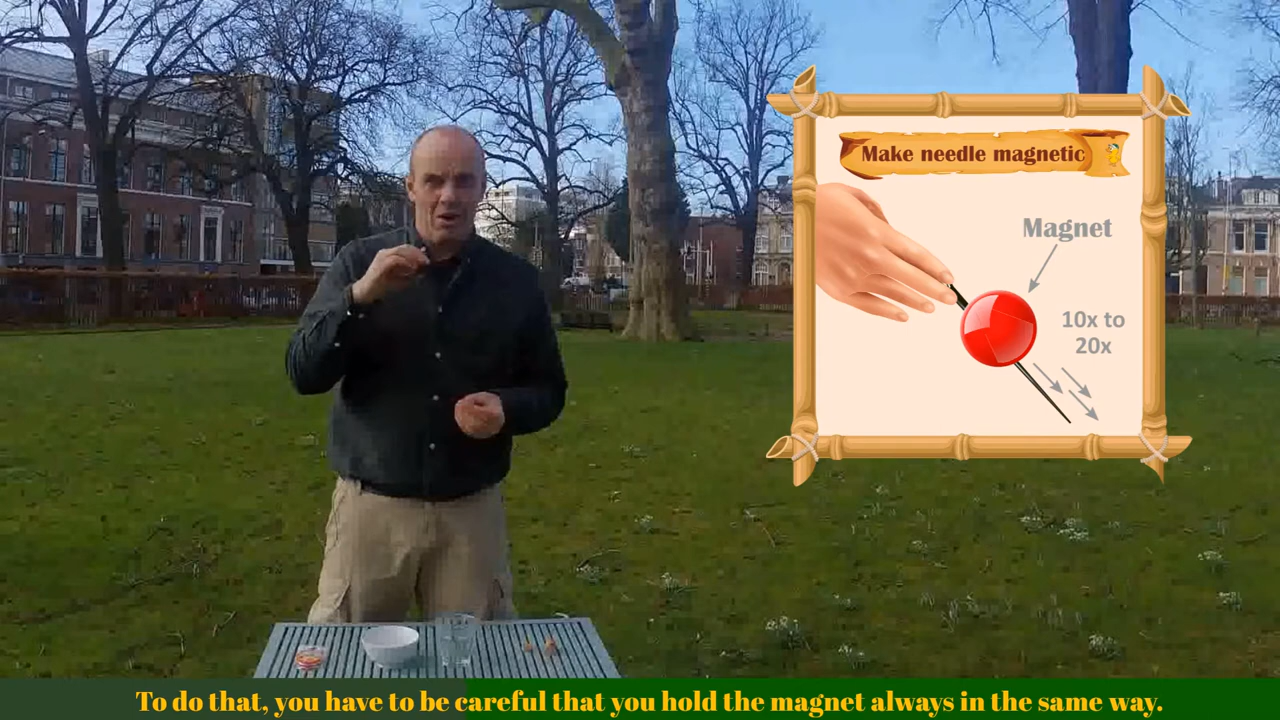 Make needle magnetic
Magnet
10x to
20x
To do that, you have to be careful that you hold the magnet always in the same way.